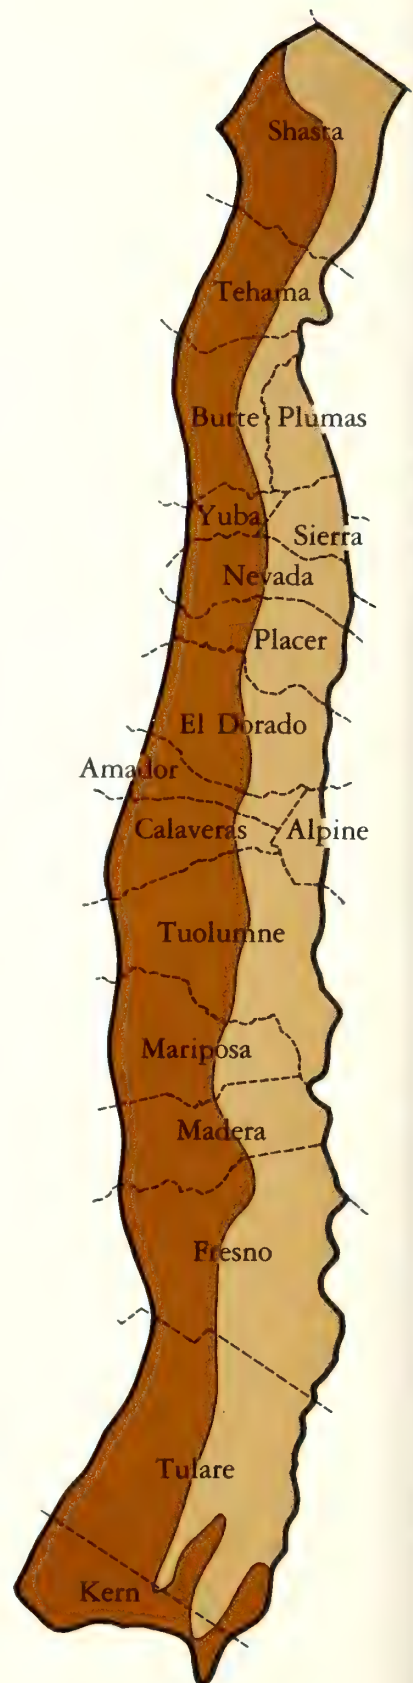 Shasta
Tehama
Butte Plumas
Yuba
Sierra
Nevada
Placer
El Dorado
Amador
Calaveras Alpine
Tuolumne
Mariposa
Madera
Fresno
Tulare
Kern